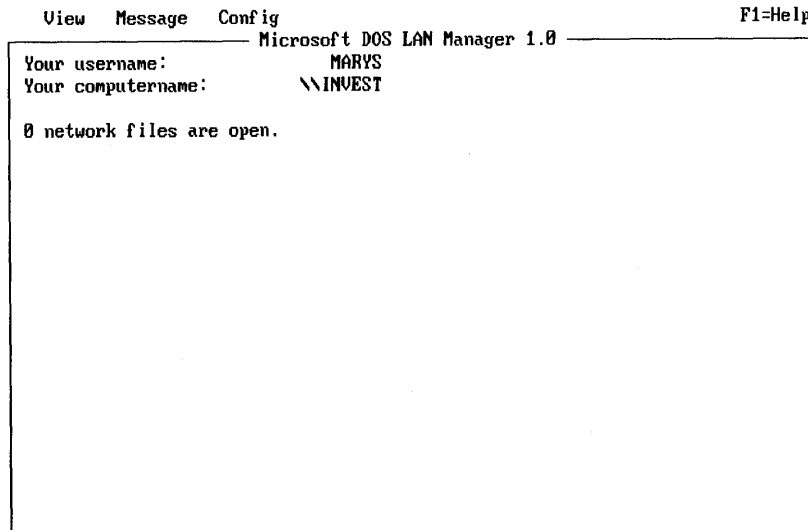 View Message Config F1=Help
Microsoft DOS LAN Manager 1.0
Your username: MARYS
Your computername: \\INVEST
0 network files are open.